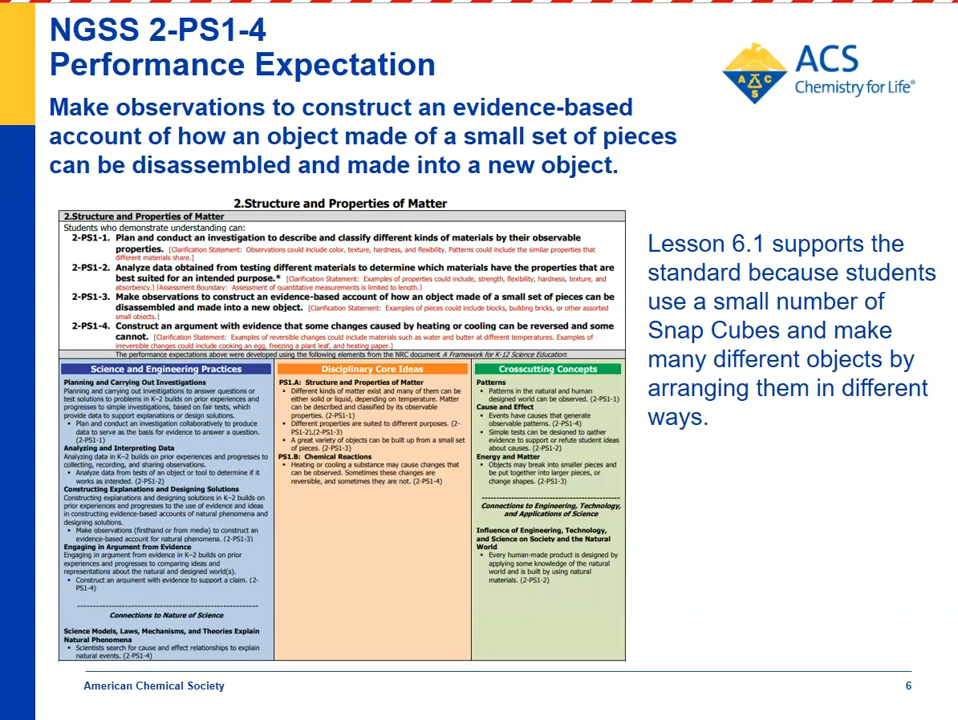 NGSS 2-PS1-4
Performance Expectation
Make observations to construct an evidence-based
account of how an object made of a small set of pieces
can be disassembled and made into a new object.
ACS
Chemistry for Life®
A C S
2.Structure and Properties of Matter
2.Structure and Properties of Matter
Students who demonstrate understanding can:
2-PS1-1. Plan and conduct an investigation to describe and classify different kinds of materials by their observable
properties. [Clarification Statement: Observations could include color, texture, hardness, and flexibility. Patterns could include the similar properties that
different materials share.]
2-PS1-2. Analyze data obtained from testing different materials to determine which materials have the properties that are
best suited for an intended purpose.* [Clarification Statement: Examples of properties could include, strength, flexibility, hardness, texture, and
absorbency.] [Assessment Boundary: Assessment of quantitative measurements is limited to length.]
2-PS1-3. Make observations to construct an evidence-based account of how an object made of a small set of pieces can be
disassembled and made into a new object. [Clarification Statement: Examples of pieces could include blocks, building bricks, or other assorted
small objects.]
2-PS1-4. Construct an argument with evidence that some changes caused by heating or cooling can be reversed and some
cannot. [Clarification Statement: Examples of reversible changes could include materials such as water and butter at different temperatures. Examples of
irreversible changes could include cooking an egg, freezing a plant leaf, and heating paper.]
The performance expectations above were developed using the following elements from the NRC document A Framework for K-12 Science Education:
Science and Engineering Practices
Planning and Carrying Out Investigations
Planning and carrying out investigations to answer questions or
test solutions to problems in K–2 builds on prior experiences and
progresses to simple investigations, based on fair tests, which
provide data to support explanations or design solutions.
• Plan and conduct an investigation collaboratively to produce
data to serve as the basis for evidence to answer a question.
(2-PS1-1)
Analyzing and Interpreting Data
Analyzing data in K–2 builds on prior experiences and progresses to
collecting, recording, and sharing observations.
• Analyze data from tests of an object or tool to determine if it
works as intended. (2-PS1-2)
Constructing Explanations and Designing Solutions
Constructing explanations and designing solutions in K–2 builds on
prior experiences and progresses to the use of evidence and ideas
in constructing evidence-based accounts of natural phenomena and
designing solutions.
• Make observations (firsthand or from media) to construct an
evidence-based account for natural phenomena. (2-PS1-3)
Engaging in Argument from Evidence
Engaging in argument from evidence in K–2 builds on prior
experiences and progresses to comparing ideas and
representations about the natural and designed world(s).
• Construct an argument with evidence to support a claim. (2-
PS1-4)
Connections to Nature of Science
Science Models, Laws, Mechanisms, and Theories Explain
Natural Phenomena
• Scientists search for cause and effect relationships to explain
natural events. (2-PS1-4)
Disciplinary Core Ideas
PS1.A: Structure and Properties of Matter
• Different kinds of matter exist and many of them can be
either solid or liquid, depending on temperature. Matter
can be described and classified by its observable
properties. (2-PS1-1)
• Different properties are suited to different purposes. (2-
PS1-2),(2-PS1-3)
• A great variety of objects can be built up from a small set
of pieces. (2-PS1-3)
PS1.B: Chemical Reactions
• Heating or cooling a substance may cause changes that
can be observed. Sometimes these changes are
reversible, and sometimes they are not. (2-PS1-4)
Crosscutting Concepts
Patterns
• Patterns in the natural and human
designed world can be observed. (2-PS1-1)
Cause and Effect
• Events have causes that generate
observable patterns. (2-PS1-4)
• Simple tests can be designed to gather
evidence to support or refute student ideas
about causes. (2-PS1-2)
Energy and Matter
• Objects may break into smaller pieces and
be put together into larger pieces, or
change shapes. (2-PS1-3)
Connections to Engineering, Technology,
and Applications of Science
Influence of Engineering, Technology,
and Science on Society and the Natural
World
• Every human-made product is designed by
applying some knowledge of the natural
world and is built by using natural
materials. (2-PS1-2)
Lesson 6.1 supports the
standard because students
use a small number of
Snap Cubes and make
many different objects by
arranging them in different
ways.
American Chemical Society
6